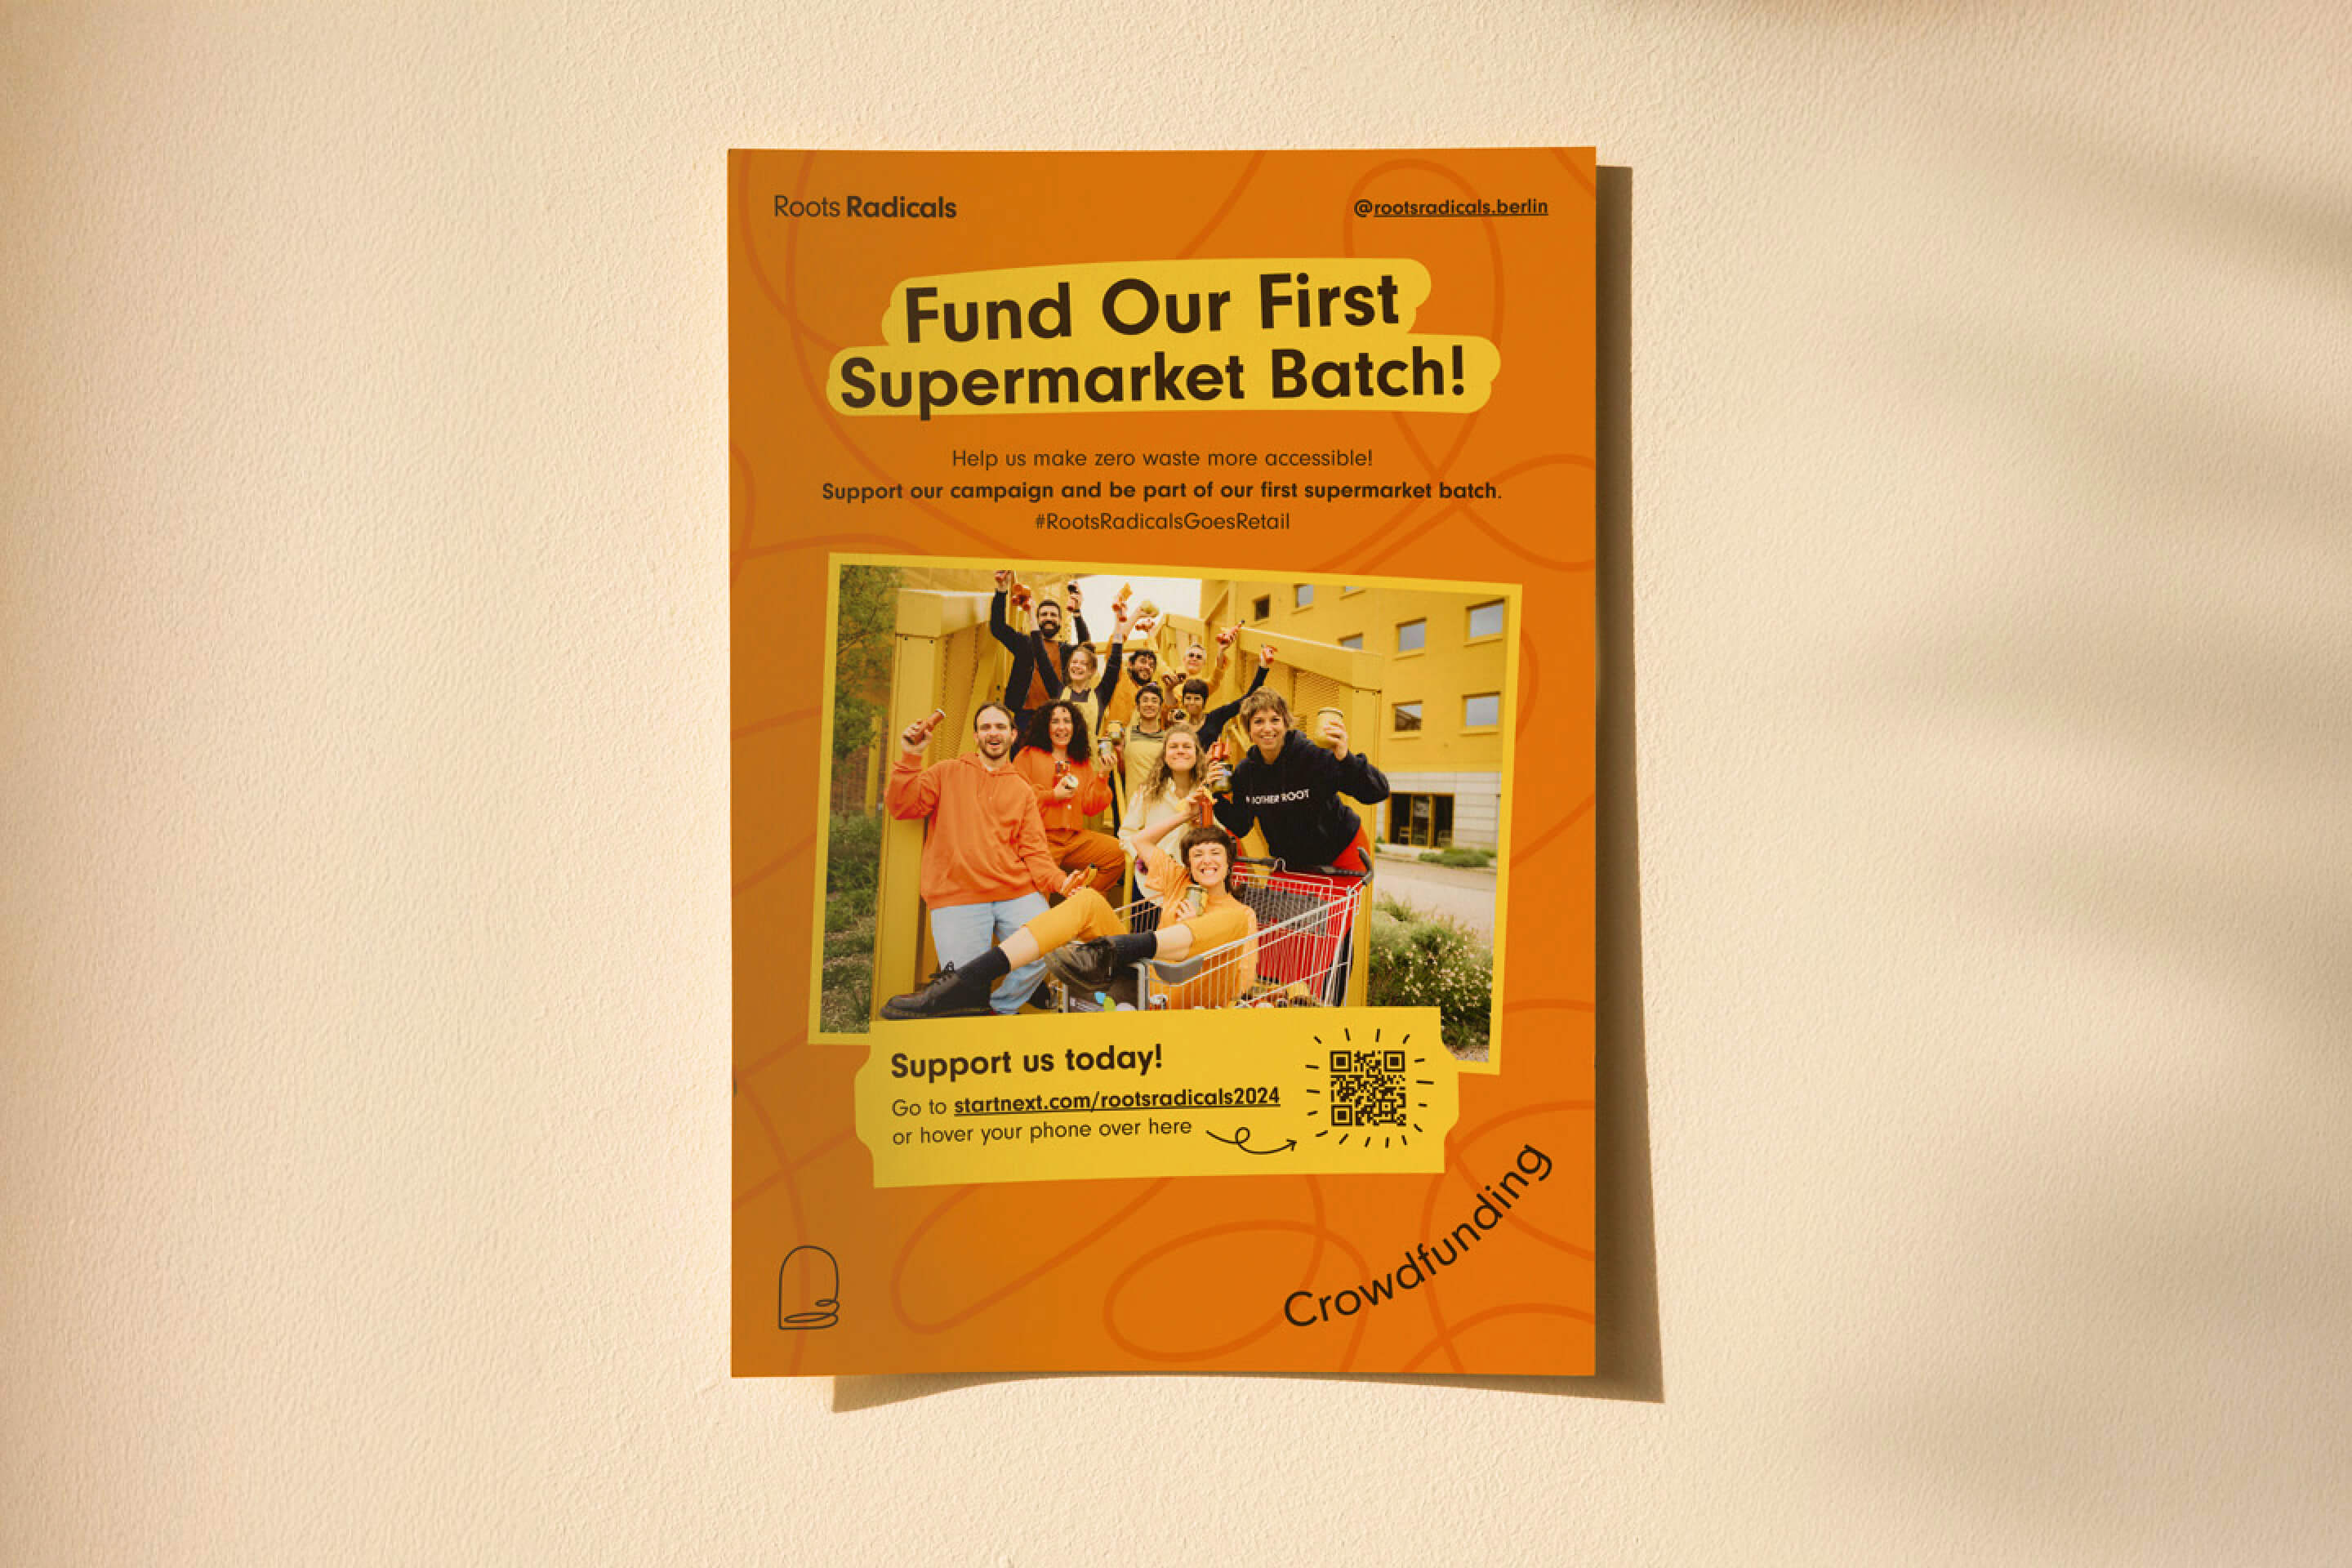 Roots Radicals
@rootsradicals.berlin
Fund Our First
Supermarket Batch!
Help us make zero waste more accessible!
Support our campaign and be part of our first supermarket batch.
#RootsRadicalsGoesRetail
Support us today!
Go to startnext.com/rootsradicals2024
or hover your phone over here
Crowdfunding